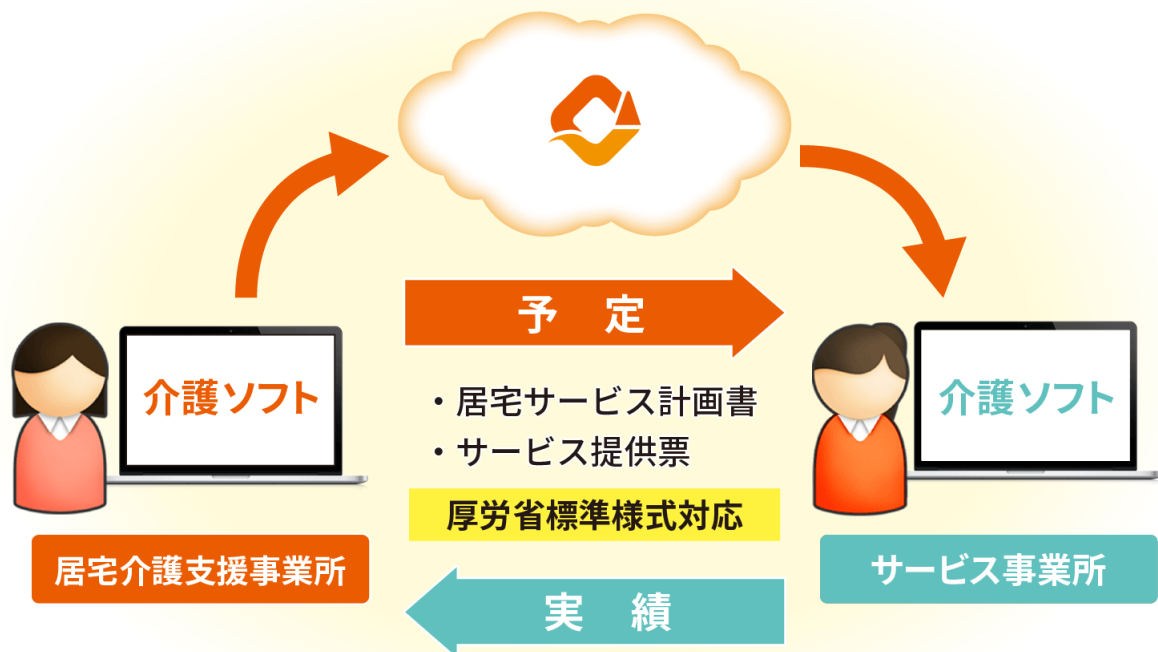 予 定
介護ソフト
介護ソフト
・居宅サービス計画書
・サービス提供票
厚労省標準様式対応
居宅介護支援事業所
サービス事業所
実 績